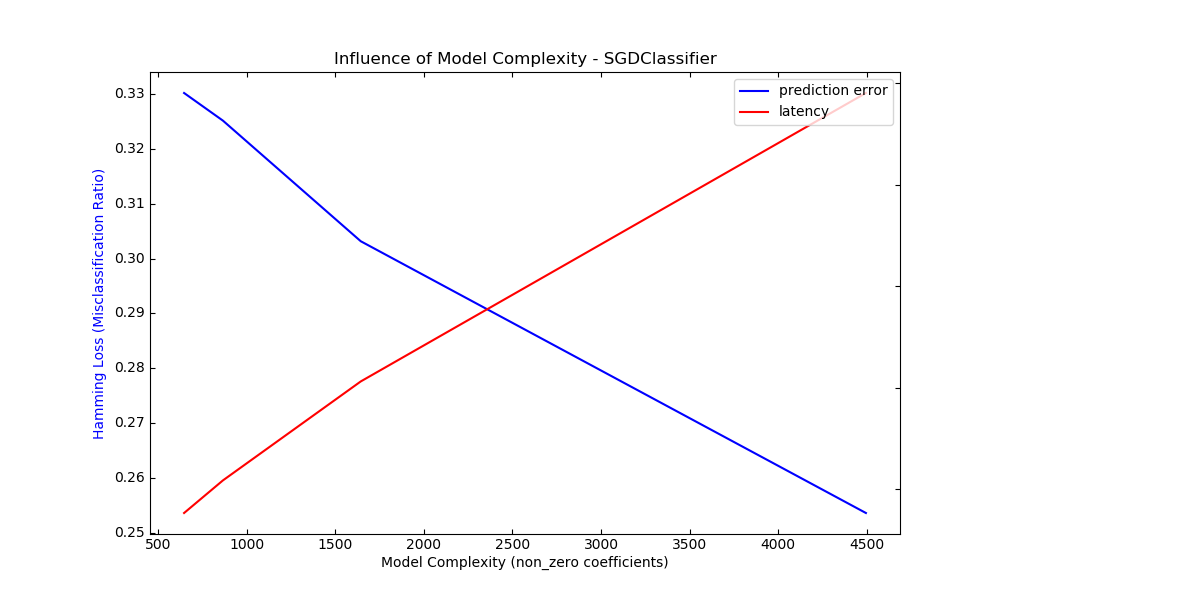 Influence of Model Complexity - SGDClassifier
prediction error
latency
0.33
0.32
0.31
0.30
0.29
0.28
0.27
0.26
0.25
Hamming Loss (Misclassification Ratio)
500 1000 1500 2000 2500 3000 3500 4000 4500
Model Complexity (non_zero coefficients)